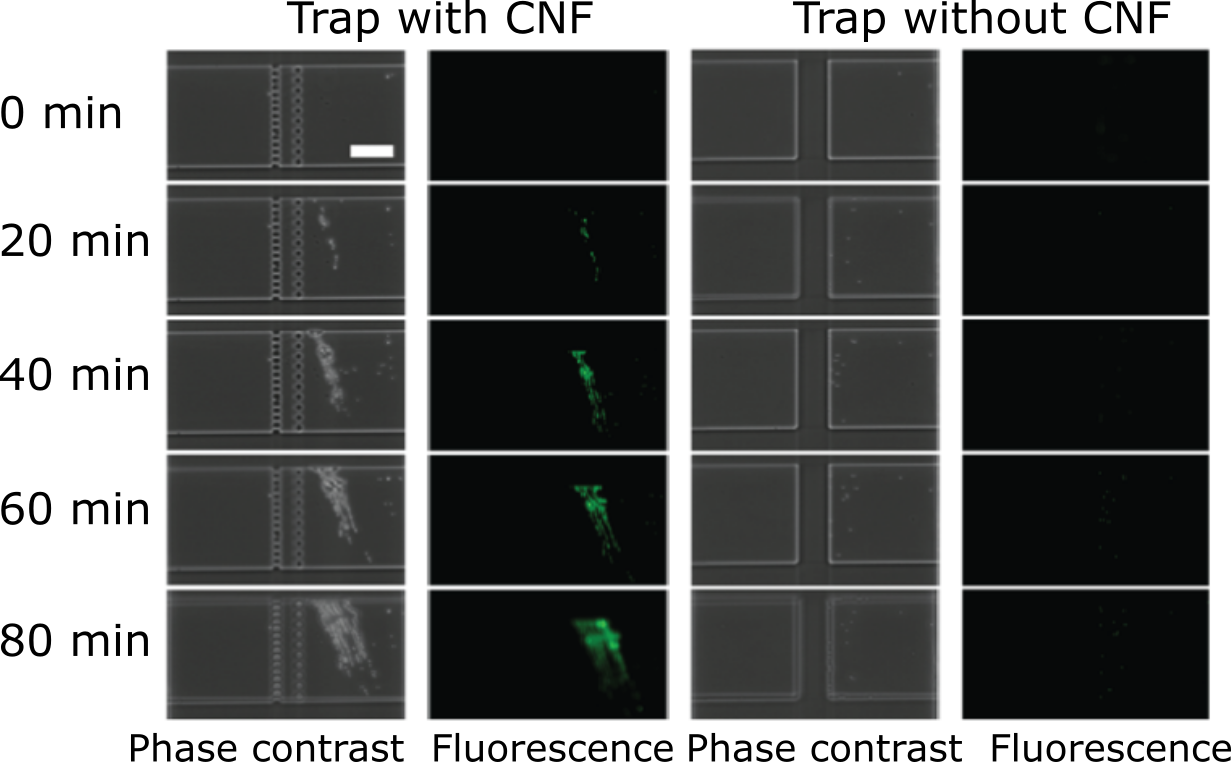 Trap with CNF
Trap without CNF
0 min
20 min
40 min
60 min
80 min
Phase contrast
Fluorescence
Phase contrast
Fluorescence